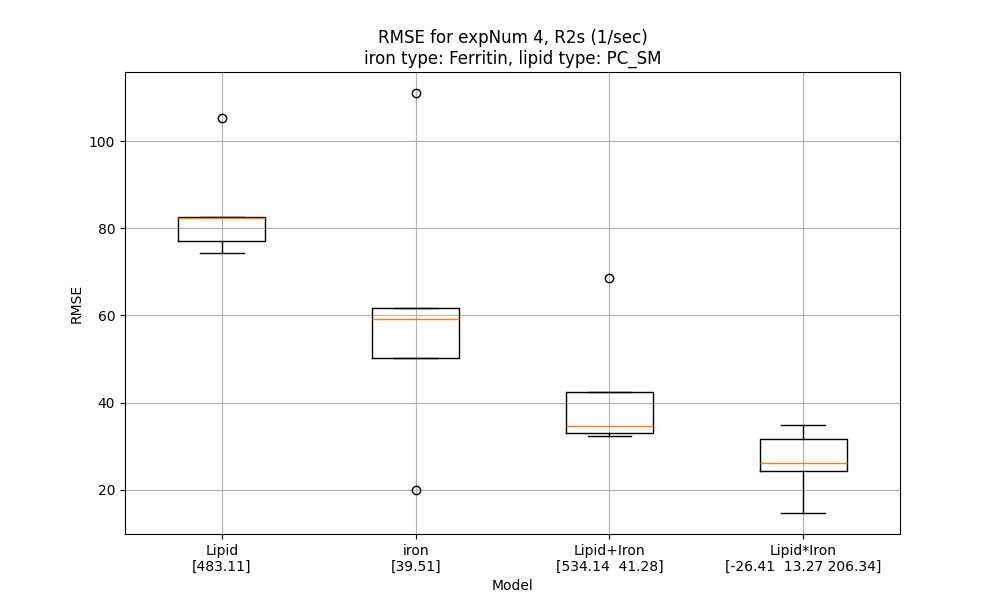 RMSE for expNum 4, R2s (1/sec)
iron type: Ferritin, lipid type: PC_SM
RMSE
100
80
60
40
20
Lipid iron Lipid+Iron Lipid*Iron
[483.11] [39.51] [534.14  41.28] [-26.41  13.27 206.34]
Model